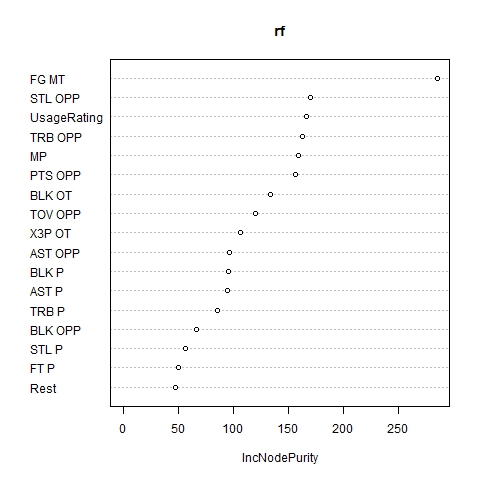 rf
FG MT
STL OPP
UsageRating
TRB OPP
MP
PTS OPP
BLK OT
TOV OPP
X3P OT
AST OPP
BLK P
AST P
TRB P
BLK OPP
STL P
FT P
Rest
0 50 100 150 200 250
IncNodePurity